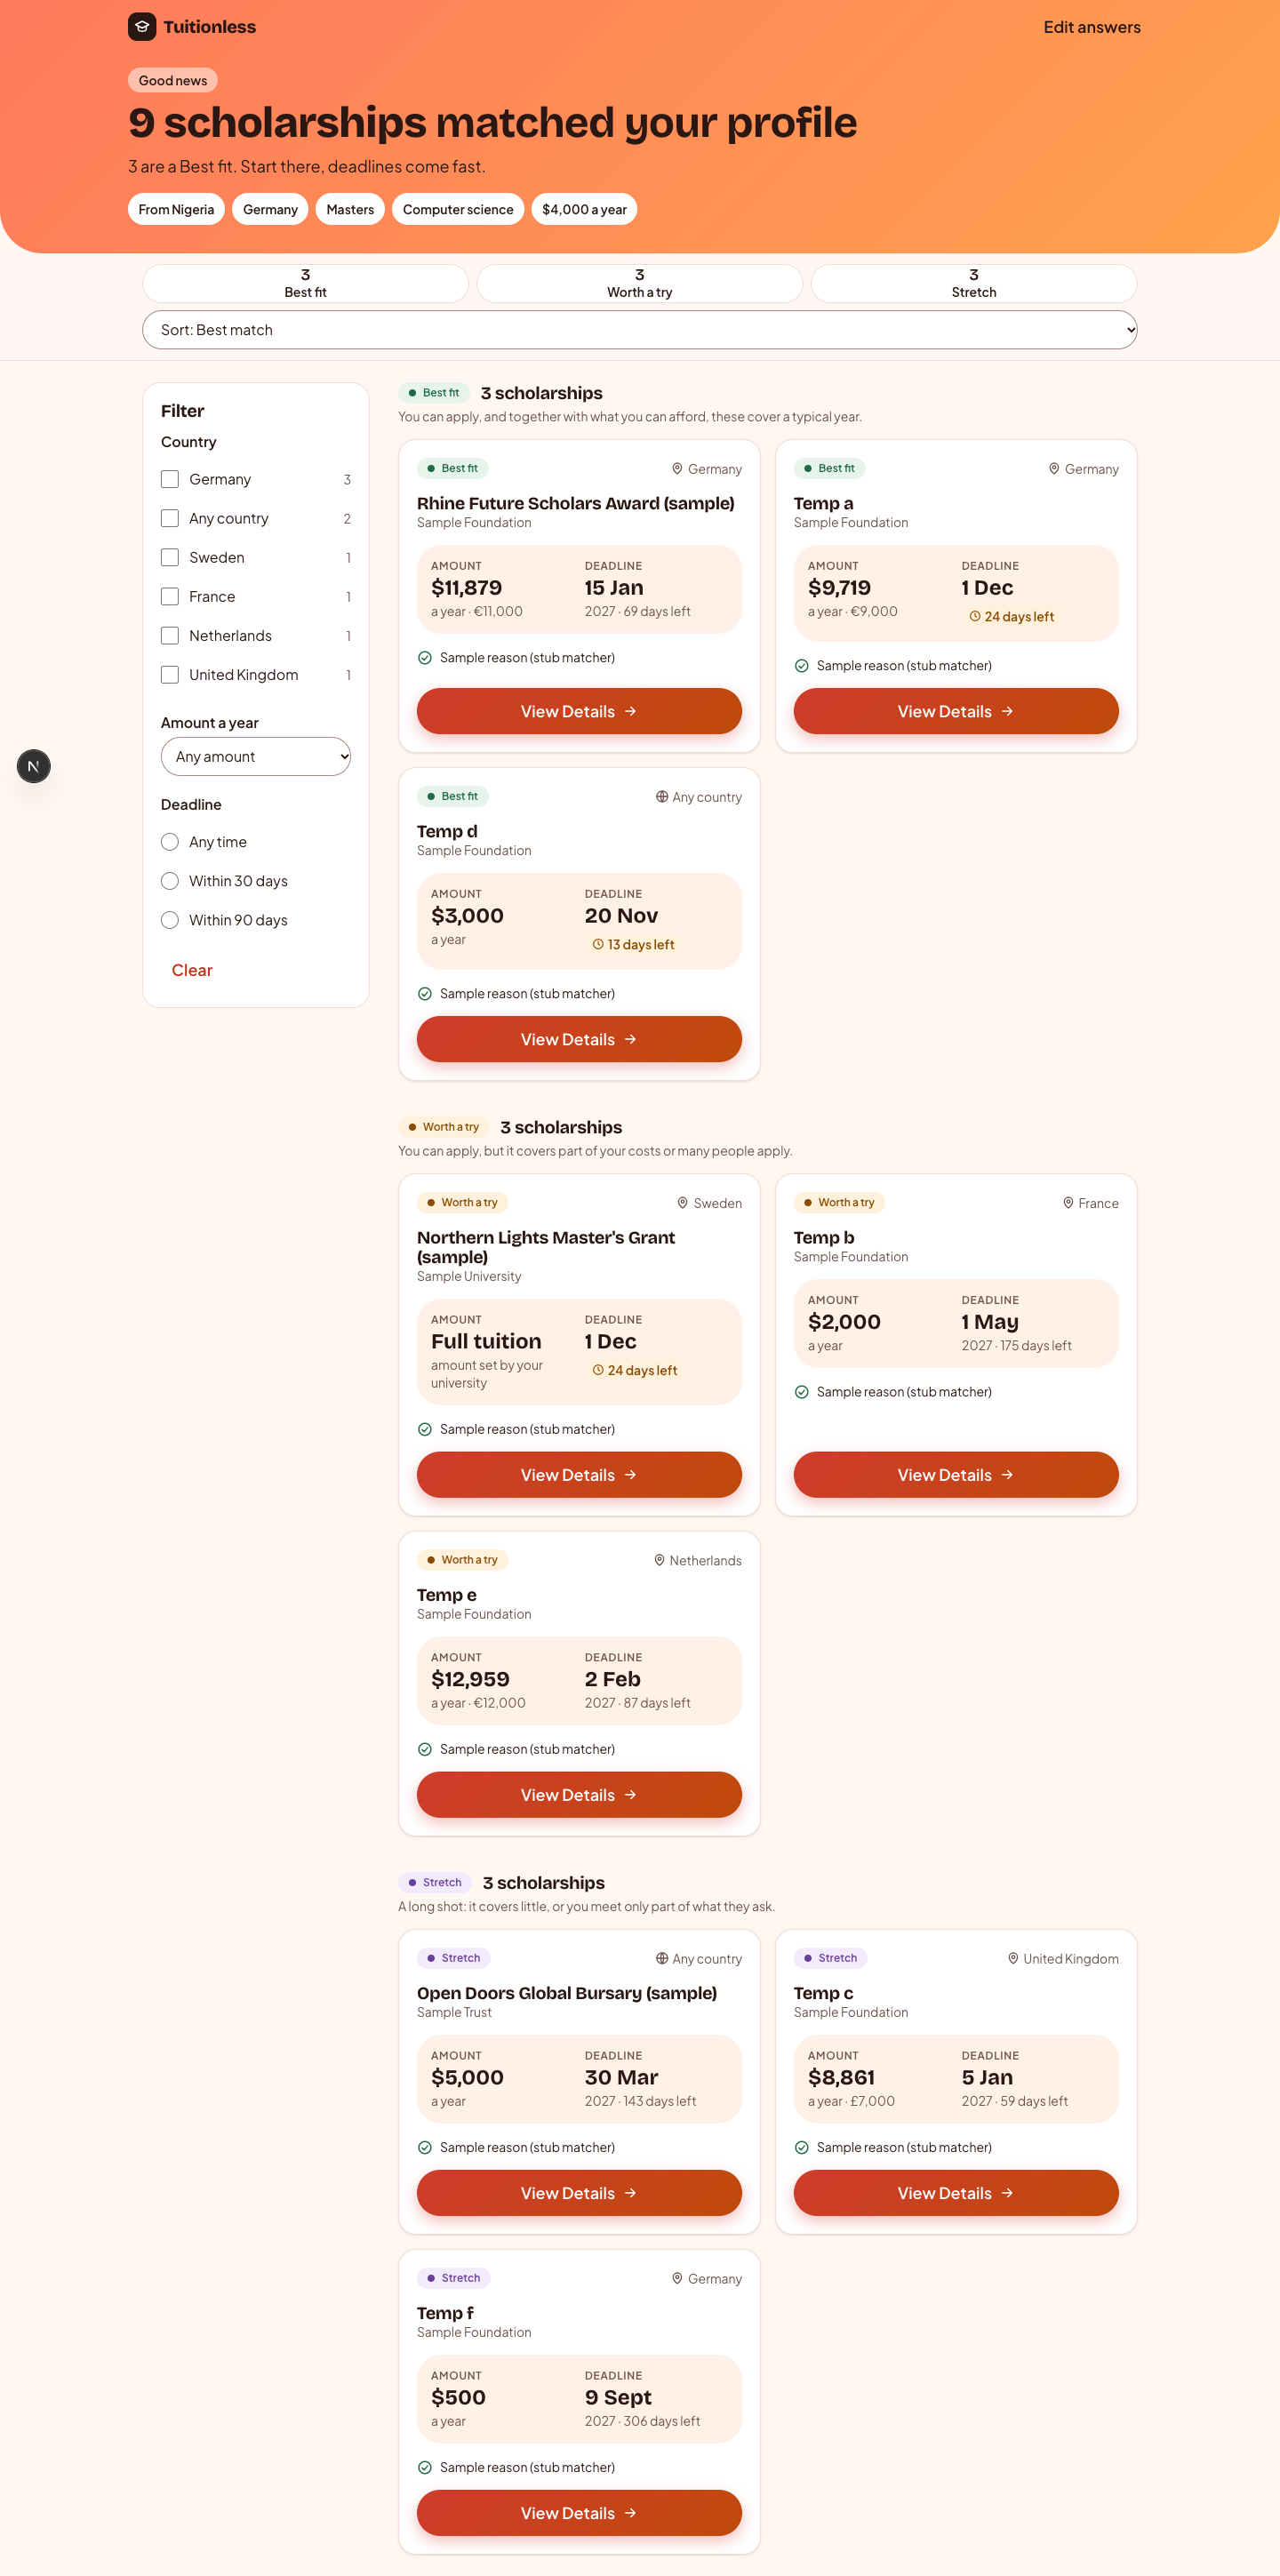 Tuitionless
Edit answers
Good news
9 scholarships matched your profile
3 are a Best fit. Start there, deadlines come fast.
From Nigeria
Germany
Masters
Computer science
$4,000 a year
3
Best fit
3
Worth a try
3
Stretch
Sort: Best match
Filter
Country
Germany 3
Any country 2
Sweden 1
France 1
Netherlands 1
United Kingdom 1
Amount a year
Any amount
Deadline
Any time
Within 30 days
Within 90 days
Clear
N
Best fit 3 scholarships
You can apply, and together with what you can afford, these cover a typical year.
Best fit Germany
Rhine Future Scholars Award (sample)
Sample Foundation
AMOUNT
$11,879
a year · €11,000
DEADLINE
15 Jan
2027 · 69 days left
Sample reason (stub matcher)
View Details
Best fit Germany
Temp a
Sample Foundation
AMOUNT
$9,719
a year · €9,000
DEADLINE
1 Dec
24 days left
Sample reason (stub matcher)
View Details
Best fit Any country
Temp d
Sample Foundation
AMOUNT
$3,000
a year
DEADLINE
20 Nov
13 days left
Sample reason (stub matcher)
View Details
Worth a try 3 scholarships
You can apply, but it covers part of your costs or many people apply.
Worth a try Sweden
Northern Lights Master's Grant
(sample)
Sample University
AMOUNT
Full tuition
amount set by your
university
DEADLINE
1 Dec
24 days left
Sample reason (stub matcher)
View Details
Worth a try France
Temp b
Sample Foundation
AMOUNT
$2,000
a year
DEADLINE
1 May
2027 · 175 days left
Sample reason (stub matcher)
View Details
Worth a try Netherlands
Temp e
Sample Foundation
AMOUNT
$12,959
a year · €12,000
DEADLINE
2 Feb
2027 · 87 days left
Sample reason (stub matcher)
View Details
Stretch 3 scholarships
A long shot: it covers little, or you meet only part of what they ask.
Stretch Any country
Open Doors Global Bursary (sample)
Sample Trust
AMOUNT
$5,000
a year
DEADLINE
30 Mar
2027 · 143 days left
Sample reason (stub matcher)
View Details
Stretch United Kingdom
Temp c
Sample Foundation
AMOUNT
$8,861
a year · £7,000
DEADLINE
5 Jan
2027 · 59 days left
Sample reason (stub matcher)
View Details
Stretch Germany
Temp f
Sample Foundation
AMOUNT
$500
a year
DEADLINE
9 Sept
2027 · 306 days left
Sample reason (stub matcher)
View Details